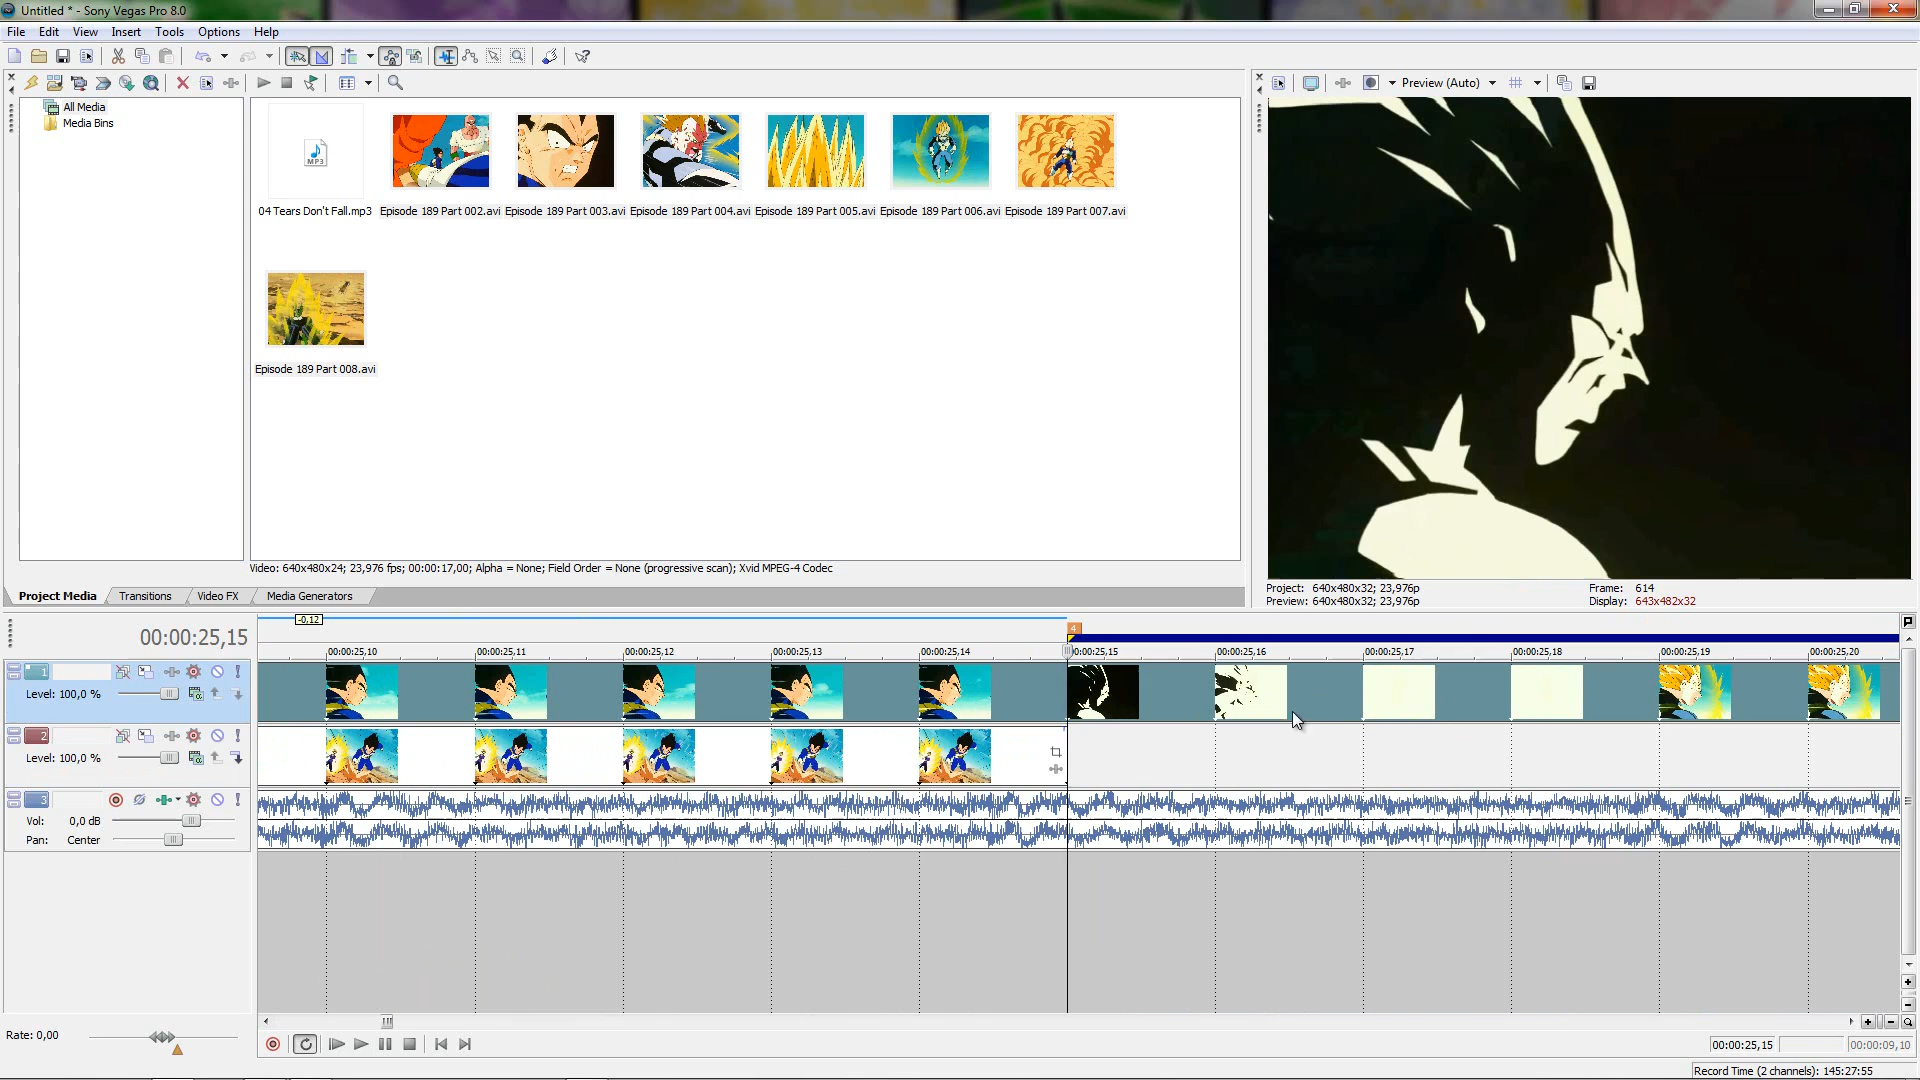 Untitled * - Sony Vegas Pro 8.0
File Edit View Insert Tools Options Help
Preview (Auto)
All Media
Media Bins
MP3
04 Tears Don't Fall.mp3 Episode 189 Part 002.avi Episode 189 Part 003.avi Episode 189 Part 004.avi Episode 189 Part 005.avi Episode 189 Part 006.avi Episode 189 Part 007.avi
Episode 189 Part 008.avi
Video: 640x480x24; 23,976 fps; 00:00:17,00; Alpha = None; Field Order = None (progressive scan); Xvid MPEG-4 Codec
Project Media Transitions Video FX Media Generators
Project: 640x480x32; 23,976p Frame: 614
Preview: 640x480x32; 23,976p Display: 643x482x32
-0,12
4
00:00:25,15
00:00:25,10 00:00:25,11 00:00:25,12 00:00:25,13 00:00:25,14 00:00:25,15 00:00:25,16 00:00:25,17 00:00:25,18 00:00:25,19 00:00:25,20
1
Level: 100,0 %
2
Level: 100,0 %
3
Vol: 0,0 dB
Pan: Center
Rate: 0,00
00:00:25,15 00:00:09,10
Record Time (2 channels): 145:27:55